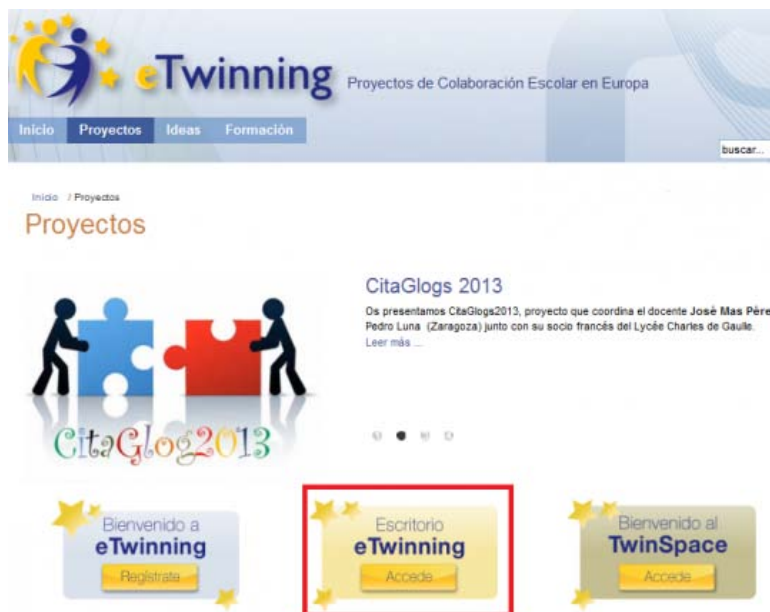 eTwinning
Proyectos de Colaboración Escolar en Europa
Inicio Proyectos Ideas Formación
buscar...
Inicio / Proyectos
Proyectos
CitaGlogs 2013
Os presentamos CitaGlogs2013, proyecto que coordina el docente José Mas Pére
Pedro Luna (Zaragoza) junto con su socio francés del Lycée Charles de Gaulle.
Leer más ...
CitaGlog2013
Bienvenido a
eTwinning
Regístrate
Escritorio
eTwinning
Accede
Bienvenido al
TwinSpace
Accede